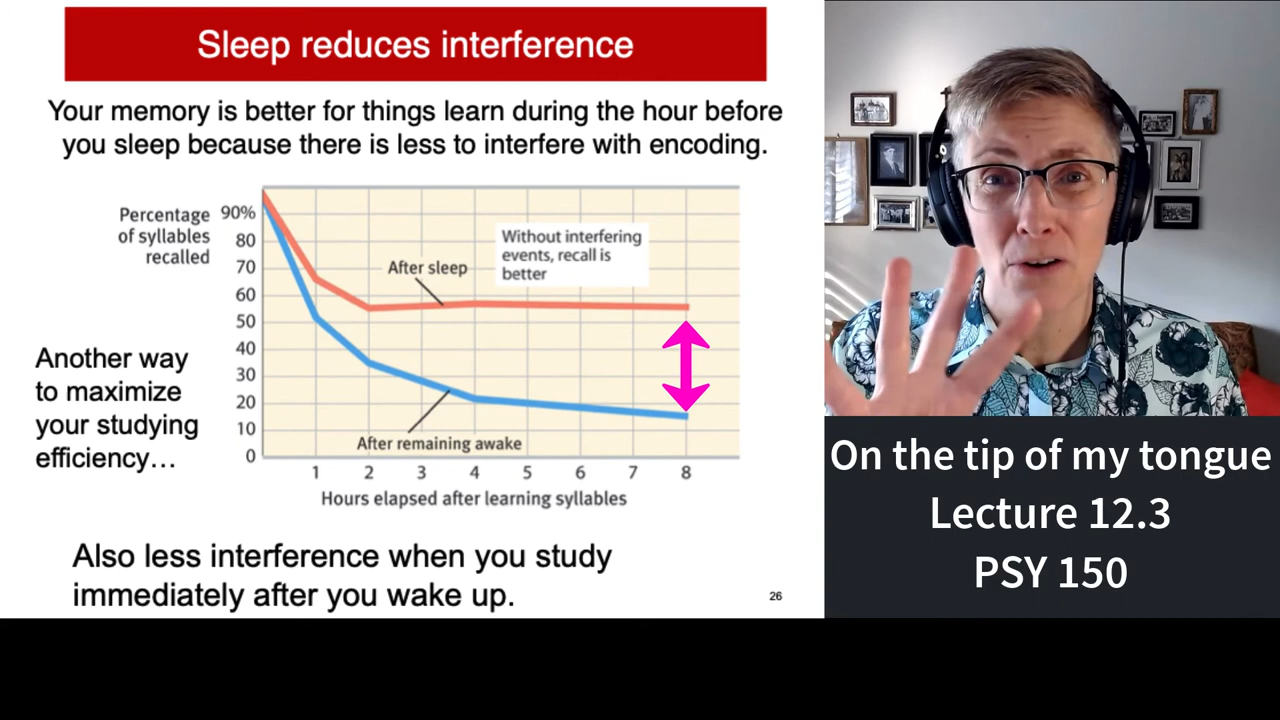 Sleep reduces interference
Your memory is better for things learn during the hour before
you sleep because there is less to interfere with encoding.
Percentage
of syllables
recalled
90%
80
70
60
50
40
30
20
10
0
After sleep
Without interfering
events, recall is
better
After remaining awake
1 2 3 4 5 6 7 8
Hours elapsed after learning syllables
Another way
to maximize
your studying
efficiency…
Also less interference when you study
immediately after you wake up.
26
On the tip of my tongue
Lecture 12.3
PSY 150